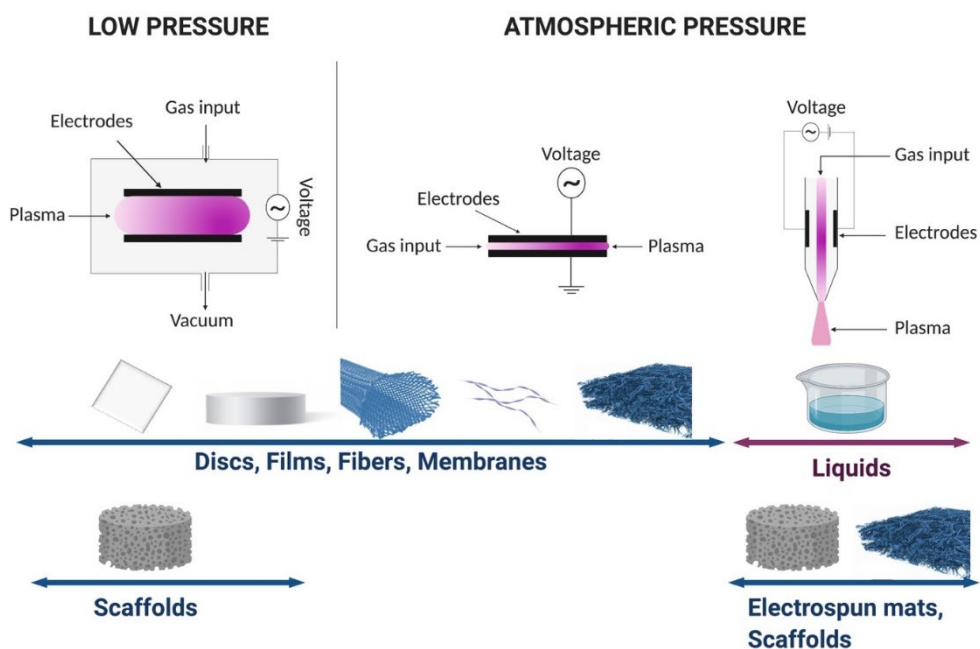 LOW PRESSURE
ATMOSPHERIC PRESSURE
Gas input
Electrodes
Plasma
Voltage
Vacuum
Voltage
Electrodes
Gas input
Plasma
Voltage
Gas input
Electrodes
Plasma
Discs, Films, Fibers, Membranes
Liquids
Scaffolds
Electrospun mats,
Scaffolds